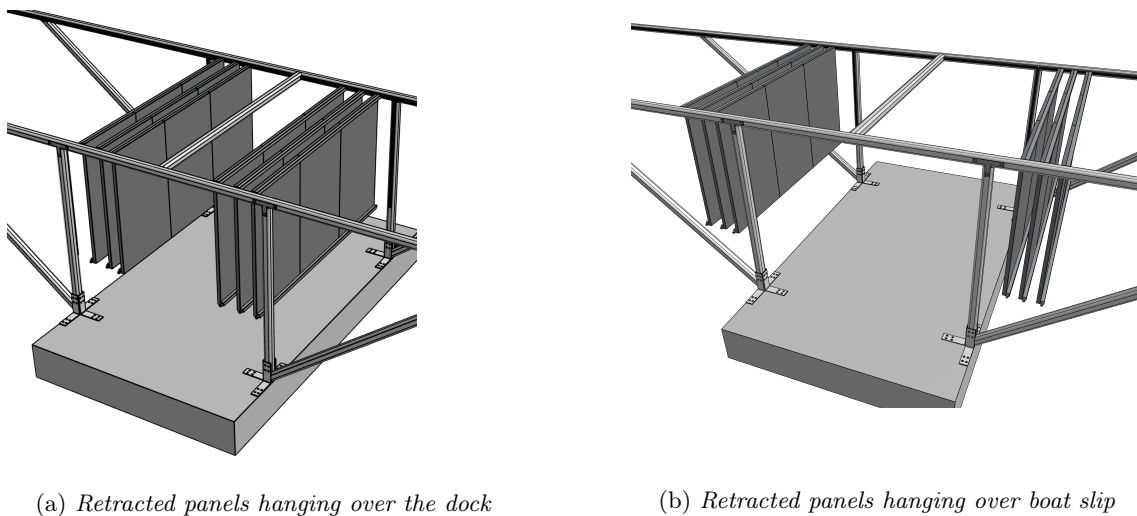 (a) Retracted panels hanging over the dock
(b) Retracted panels hanging over boat slip